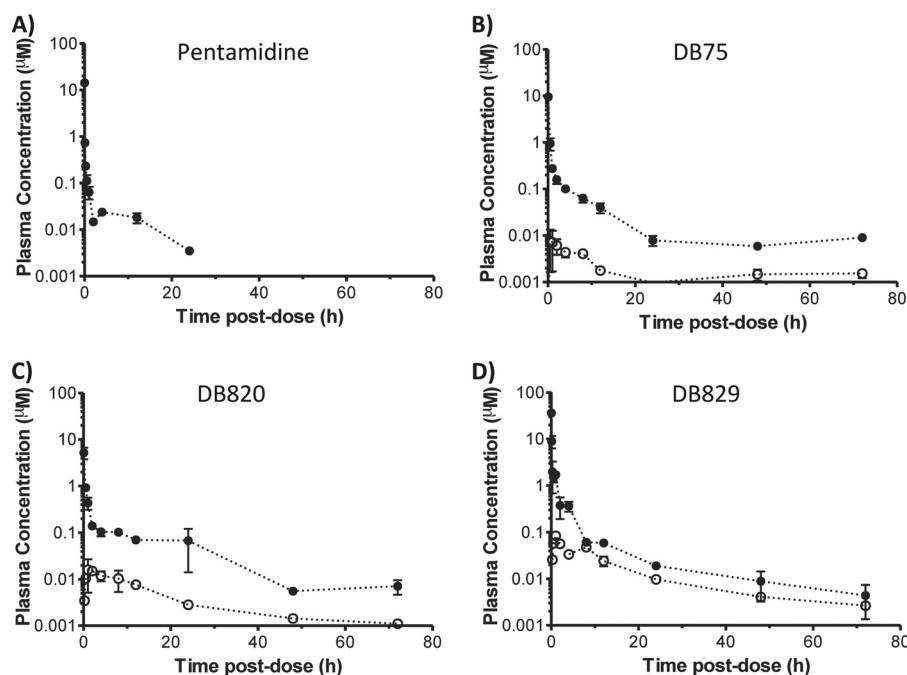 A)
Pentamidine
Plasma Concentration (µM)
100
10
1
0.1
0.01
0.001
0
20
40
60
80
Time post-dose (h)
B)
DB75
Plasma Concentration (µM)
100
10
1
0.1
0.01
0.001
0
20
40
60
80
Time post-dose (h)
C)
DB820
Plasma Concentration (µM)
100
10
1
0.1
0.01
0.001
0
20
40
60
80
Time post-dose (h)
D)
DB829
Plasma Concentration (µM)
100
10
1
0.1
0.01
0.001
0
20
40
60
80
Time post-dose (h)